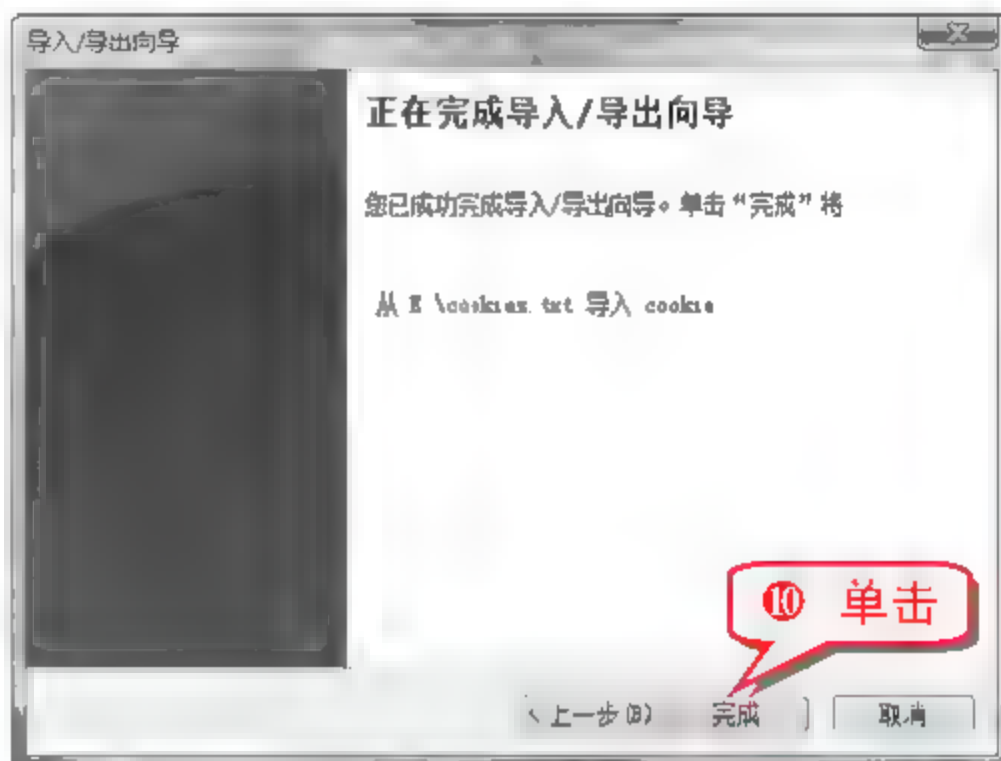 导入/导出向导
正在完成导入/导出向导
您已成功完成导入/导出向导。单击“完成”将
从 E \cookies.txt 导入 cookie
⑩ 单击
< 上一步(B) 完成 取消